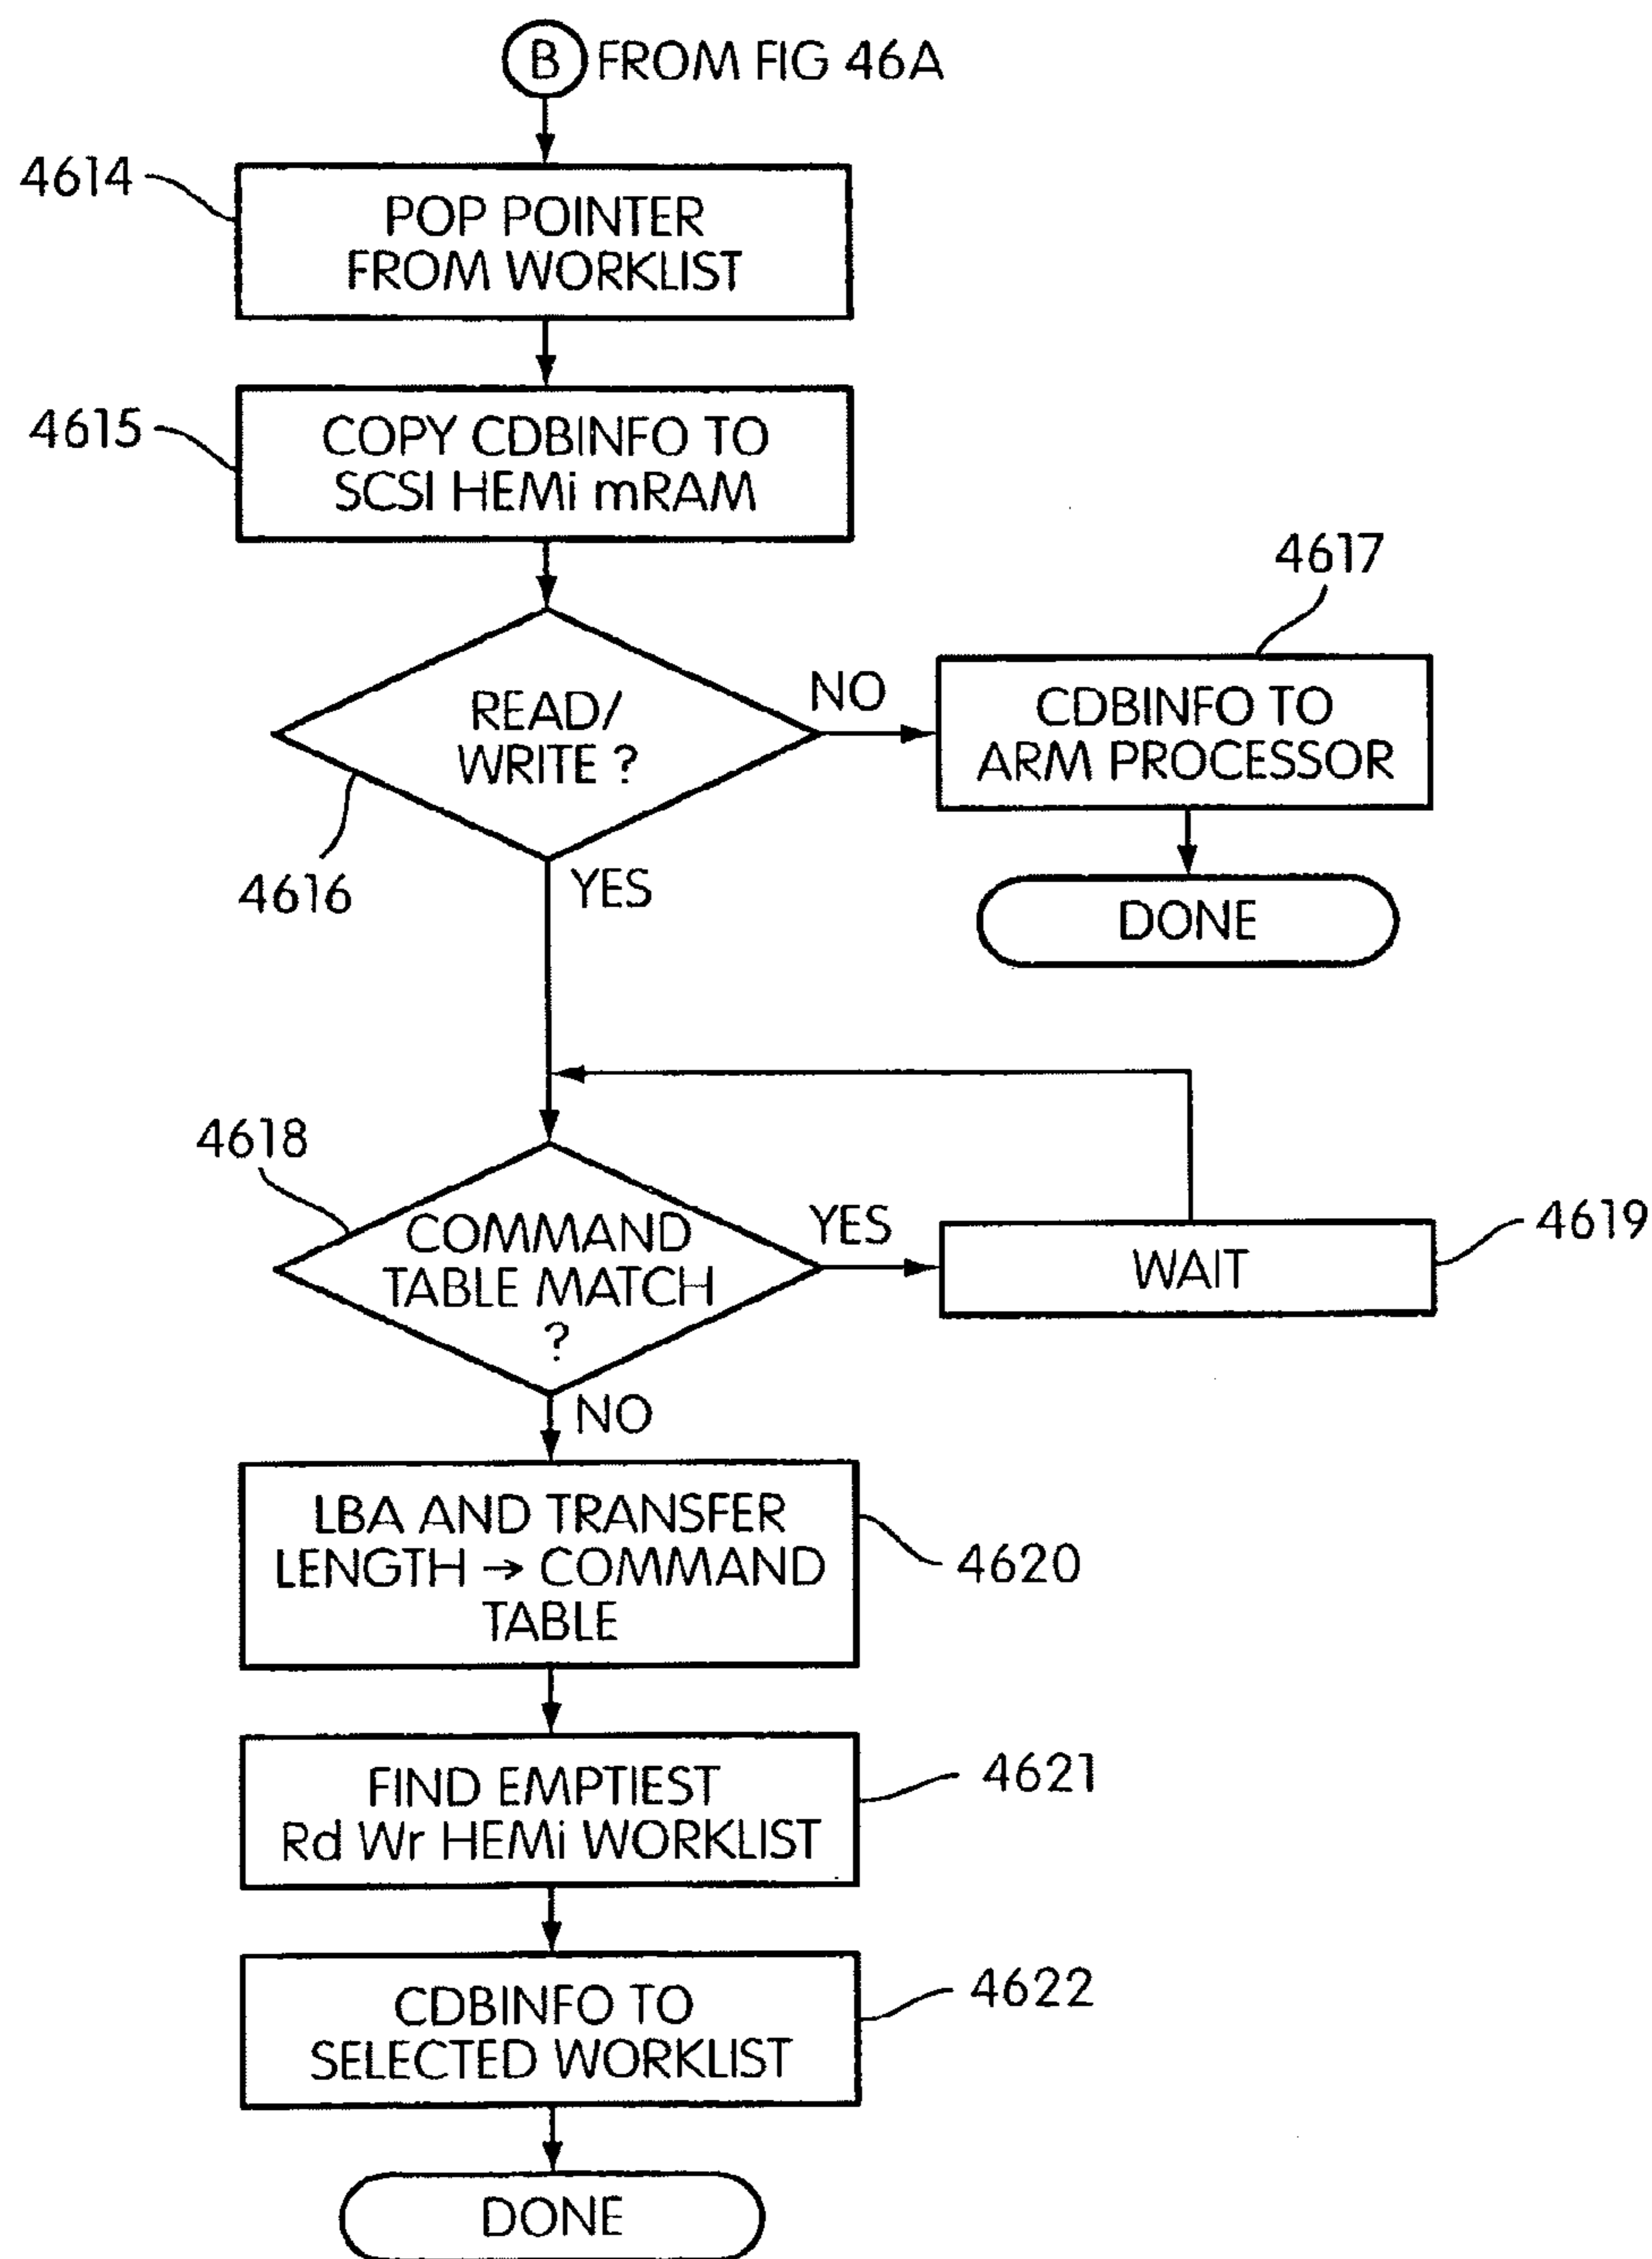 B FROM FIG 46A
4614
POP POINTER
FROM WORKLIST
4615
COPY CDBINFO TO
SCSI HEMi mRAM
4617
READ/
WRITE ?
NO
CDBINFO TO
ARM PROCESSOR
4616
YES
DONE
4618
COMMAND
TABLE MATCH
?
YES
WAIT
4619
NO
LBA AND TRANSFER
LENGTH → COMMAND
TABLE
4620
FIND EMPTIEST
Rd Wr HEMi WORKLIST
4621
CDBINFO TO
SELECTED WORKLIST
4622
DONE